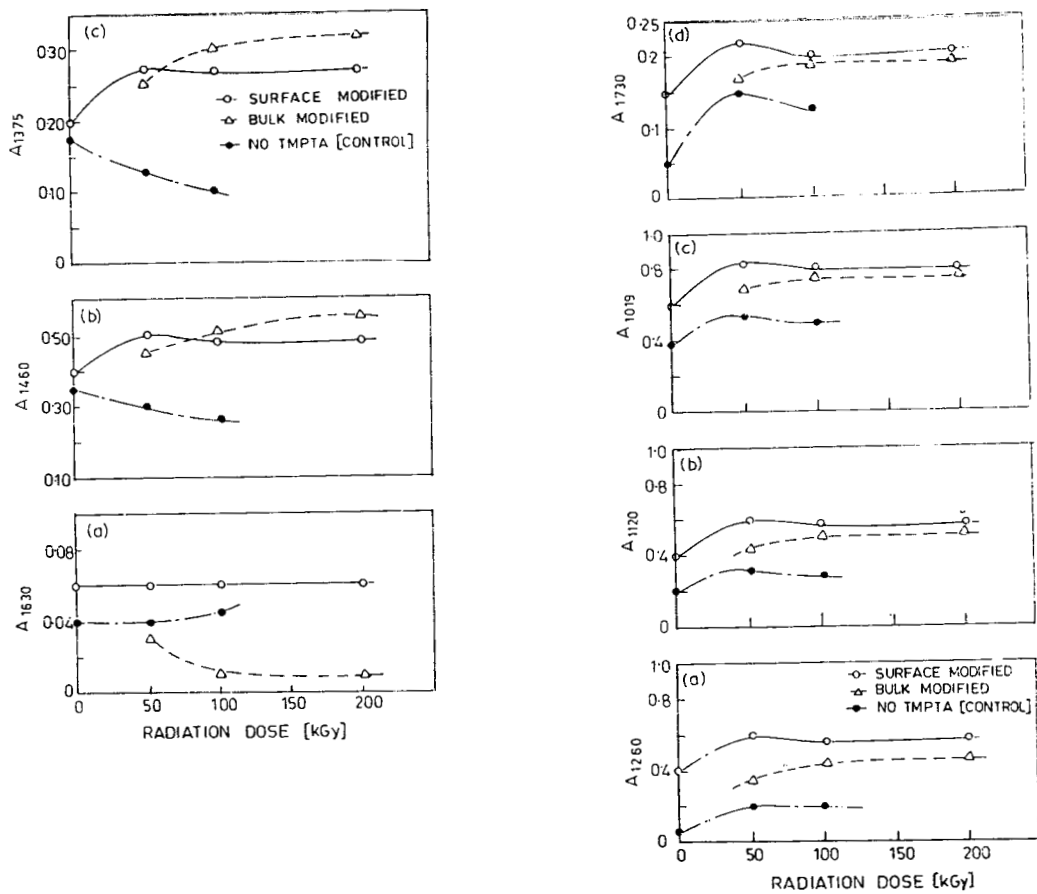 (c)
0·30
0·20
0·10
0
A1375
SURFACE MODIFIED
BULK MODIFIED
NO TMPTA [CONTROL]
(b)
0·50
0·30
0·10
A1460
(a)
0·08
0·04
0
A1630
0 50 100 150 200
RADIATION DOSE [kGy]
(d)
0·25
0·2
0·1
0
A1730
(c)
1·0
0·8
0·4
0
A1019
(b)
1·0
0·8
0·4
0
A1120
(a)
1·0
0·8
0·4
0
A1260
SURFACE MODIFIED
BULK MODIFIED
NO TMPTA [CONTROL]
0 50 100 150 200
RADIATION DOSE [kGy]